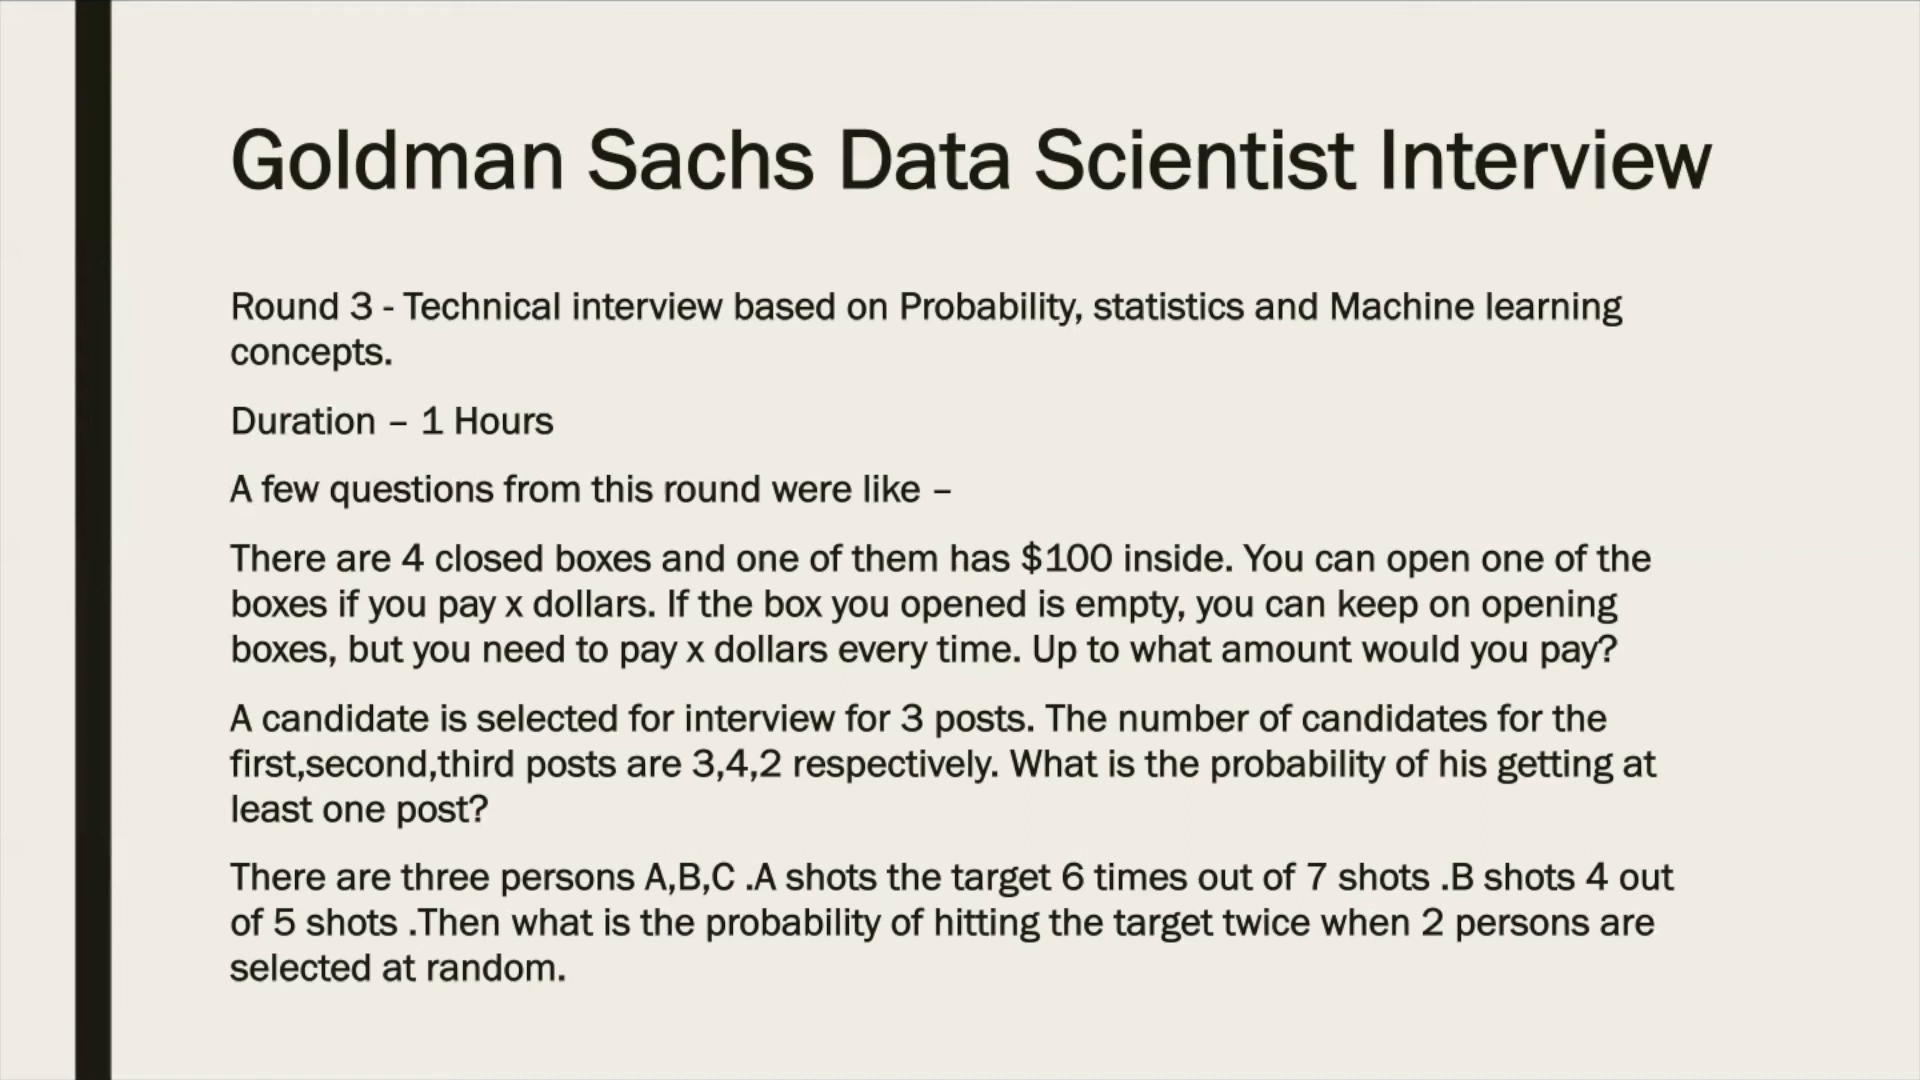 Goldman Sachs Data Scientist Interview
Round 3 - Technical interview based on Probability, statistics and Machine learning
concepts.
Duration – 1 Hours
A few questions from this round were like –
There are 4 closed boxes and one of them has $100 inside. You can open one of the
boxes if you pay x dollars. If the box you opened is empty, you can keep on opening
boxes, but you need to pay x dollars every time. Up to what amount would you pay?
A candidate is selected for interview for 3 posts. The number of candidates for the
first,second,third posts are 3,4,2 respectively. What is the probability of his getting at
least one post?
There are three persons A,B,C .A shots the target 6 times out of 7 shots .B shots 4 out
of 5 shots .Then what is the probability of hitting the target twice when 2 persons are
selected at random.